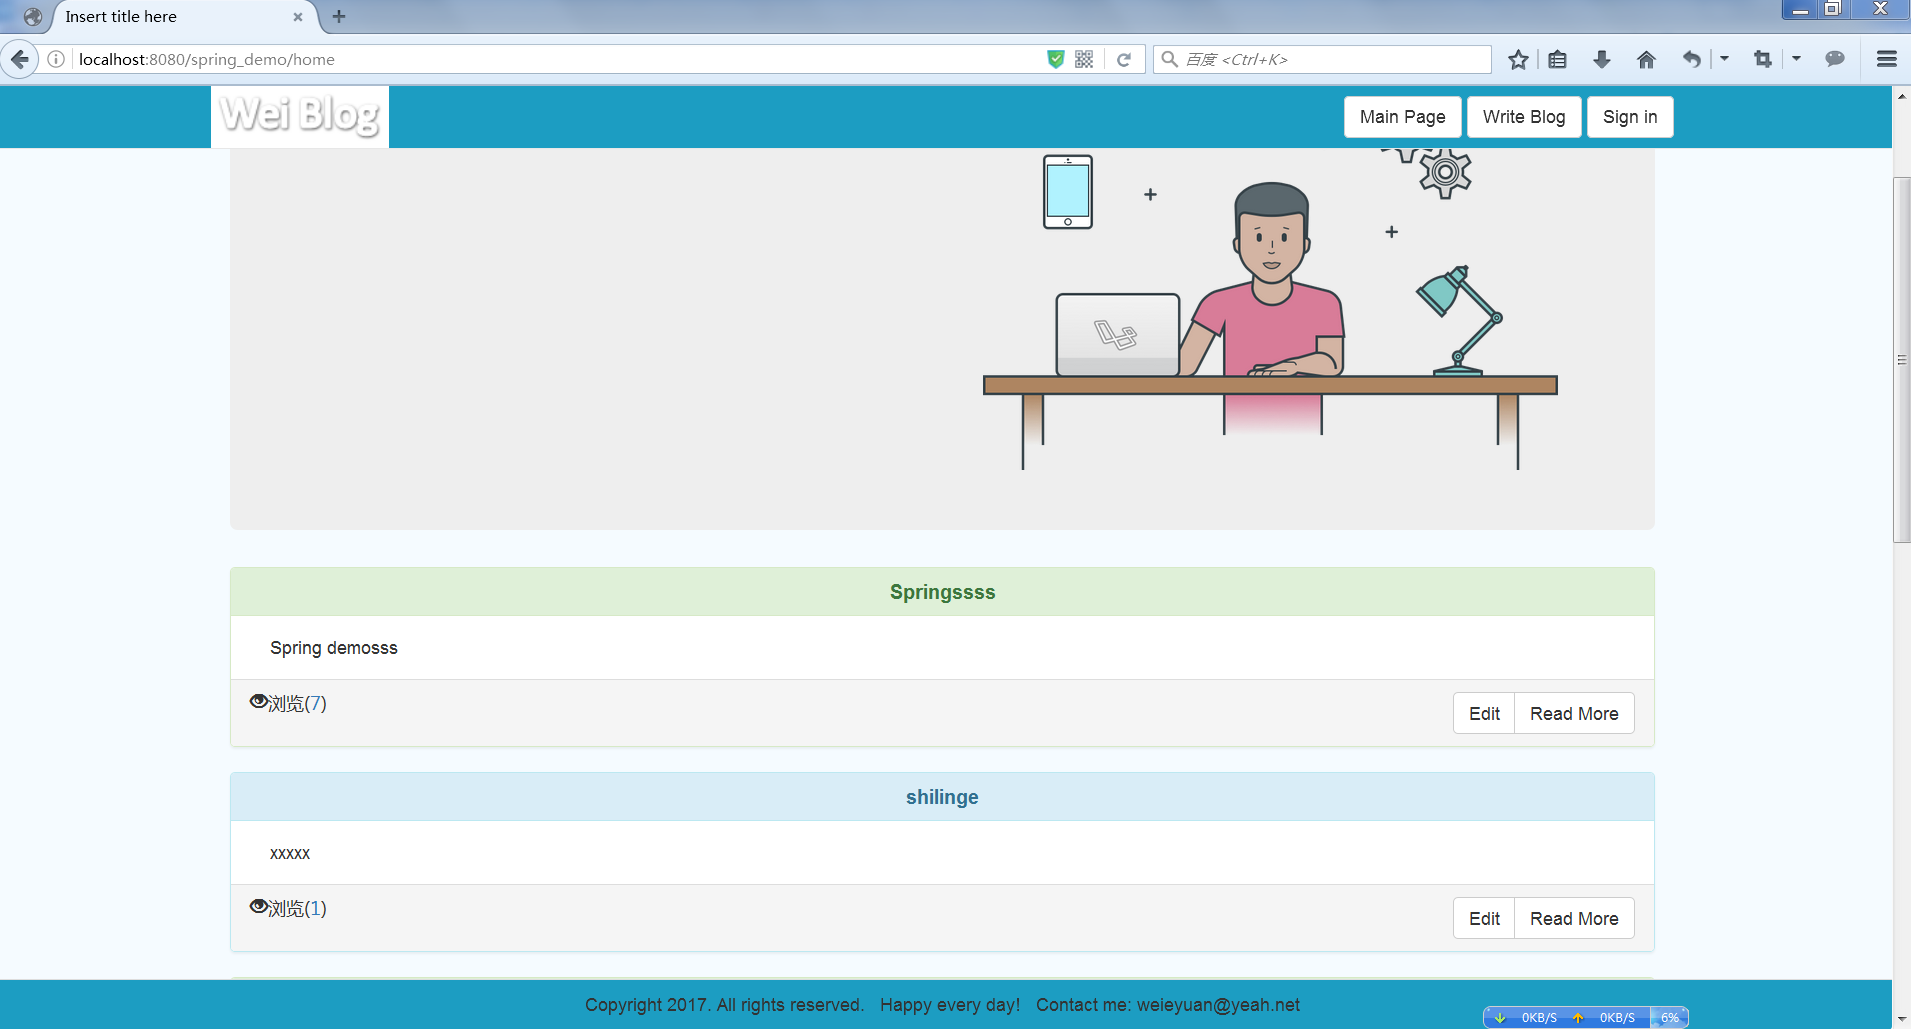 Insert title here
localhost:8080/spring_demo/home
百度 <Ctrl+K>
Wei Blog
Main Page
Write Blog
Sign in
Springssss
Spring demosss
浏览(7)
Edit
Read More
shilinge
xxxxx
浏览(1)
Edit
Read More
Copyright 2017. All rights reserved. Happy every day! Contact me: weieyuan@yeah.net
0KB/S 0KB/S 6%